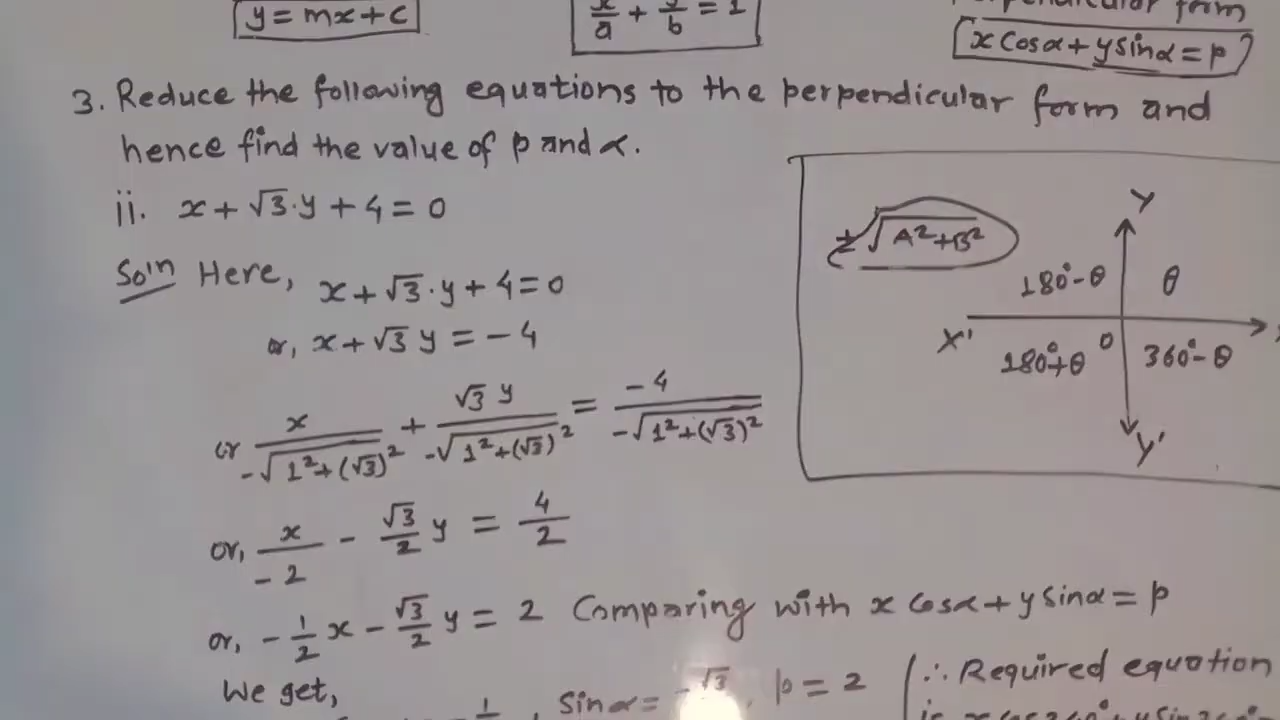 y = mx + c
x/a + y/b = 1
form
x cosα + y sinα = p
3. Reduce the following equations to the perpendicular form and
hence find the value of p and α.
ii. x + √3.y + 4 = 0
Soln Here, x + √3.y + 4 = 0
or, x + √3 y = -4
or x/-√1²+(√3)² + √3 y/-√1²+(√3)² = -4/-√1²+(√3)²
or, x/-2 - √3/2 y = 4/2
or, -1/2 x - √3/2 y = 2 Comparing with x cosα + y sinα = p
We get,
, sinα = -√3 , p = 2
∴ Required equation
± √A²+B²
Y
180°-θ θ
X' O
180°+θ 360°-θ
Y'